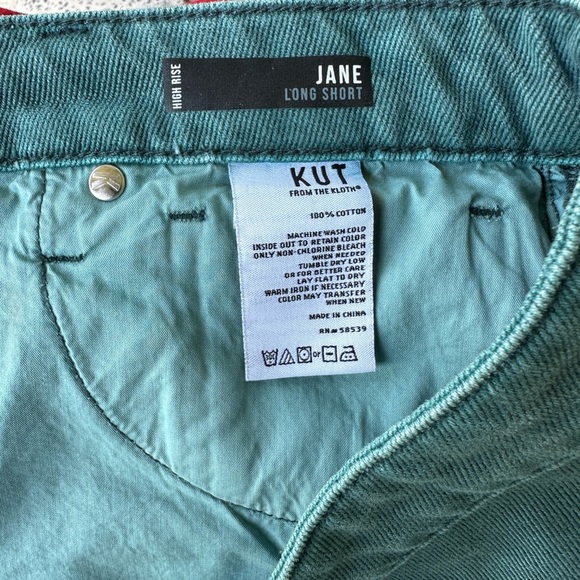 HIGH RISE
JANE
LONG SHORT
KUT
FROM THE KLOTH®
100% COTTON
MACHINE WASH COLD
INSIDE OUT TO RETAIN COLOR
ONLY NON-CHLORINE BLEACH
WHEN NEEDED
TUMBLE DRY LOW
OR FOR BETTER CARE
LAY FLAT TO DRY
WARM IRON IF NECESSARY
COLOR MAY TRANSFER
WHEN NEW
MADE IN CHINA
RN# 58539
or